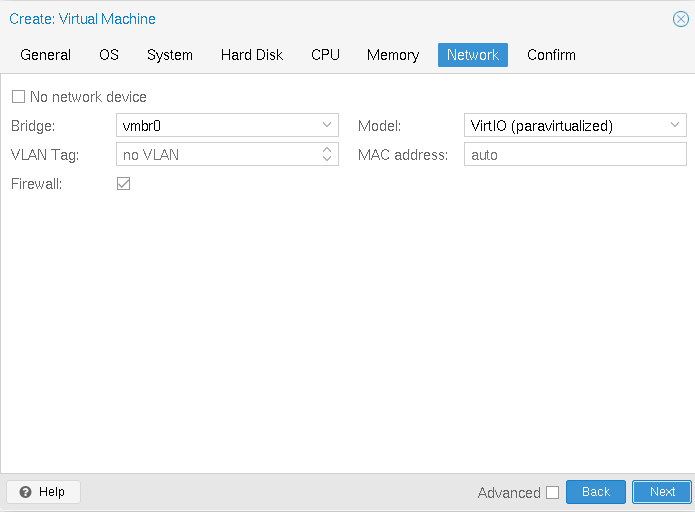 Create: Virtual Machine
General OS System Hard Disk CPU Memory Network Confirm
No network device
Bridge: vmbr0 Model: VirtIO (paravirtualized)
VLAN Tag: no VLAN MAC address: auto
Firewall:
Help Advanced Back Next